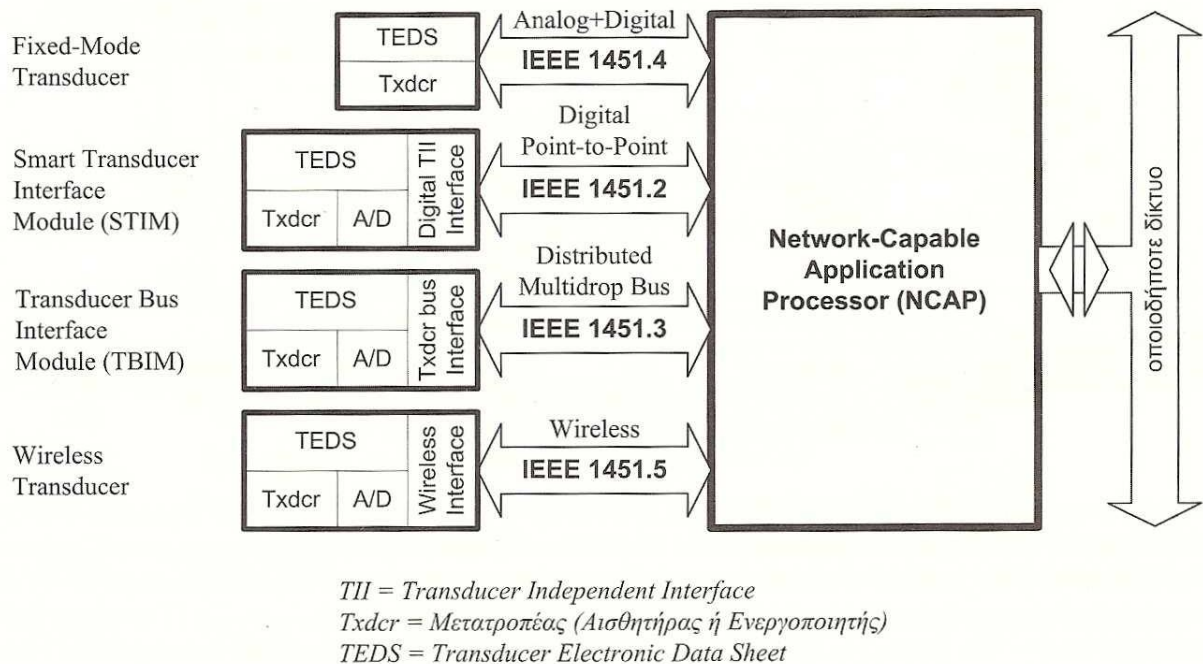 Fixed-Mode
Transducer
TEDS
Txdcr
Analog+Digital
IEEE 1451.4
Smart Transducer
Interface
Module (STIM)
TEDS
Txdcr
A/D
Digital TII
Interface
Digital
Point-to-Point
IEEE 1451.2
Transducer Bus
Interface
Module (TBIM)
TEDS
Txdcr
A/D
Txdcr bus
Interface
Distributed
Multidrop Bus
IEEE 1451.3
Wireless
Transducer
TEDS
Txdcr
A/D
Wireless
Interface
Wireless
IEEE 1451.5
Network-Capable
Application
Processor (NCAP)
οποιοδήποτε δίκτυο
TII = Transducer Independent Interface
Txdcr = Μετατροπέας (Αισθητήρας ή Ενεργοποιητής)
TEDS = Transducer Electronic Data Sheet